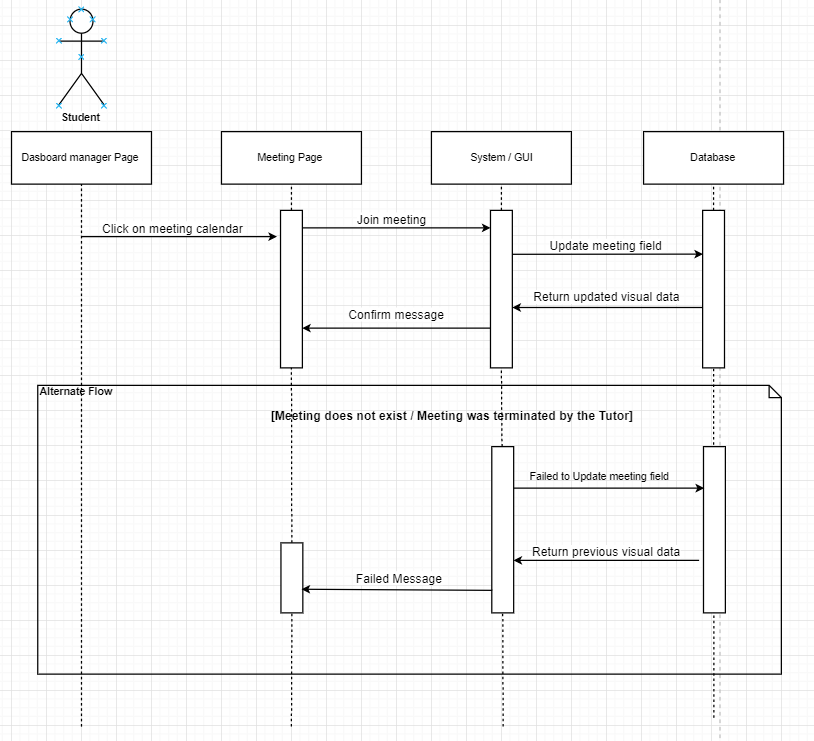 Student
Dasboard manager Page
Meeting Page
System / GUI
Database
Click on meeting calendar
Join meeting
Update meeting field
Return updated visual data
Confirm message
Alternate Flow
[Meeting does not exist / Meeting was terminated by the Tutor]
Failed to Update meeting field
Return previous visual data
Failed Message